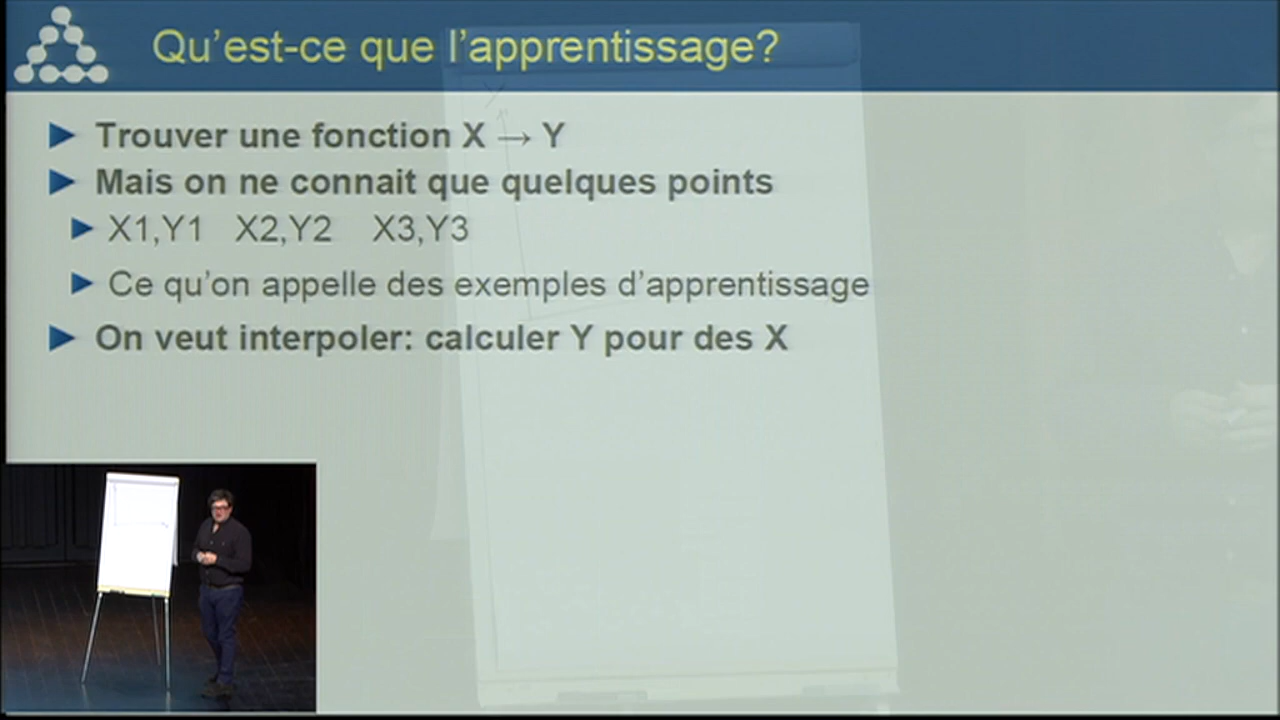 Qu'est-ce que l'apprentissage?
Trouver une fonction X → Y
Mais on ne connait que quelques points
X1,Y1 X2,Y2 X3,Y3
Ce qu'on appelle des exemples d'apprentissage
On veut interpoler: calculer Y pour des X